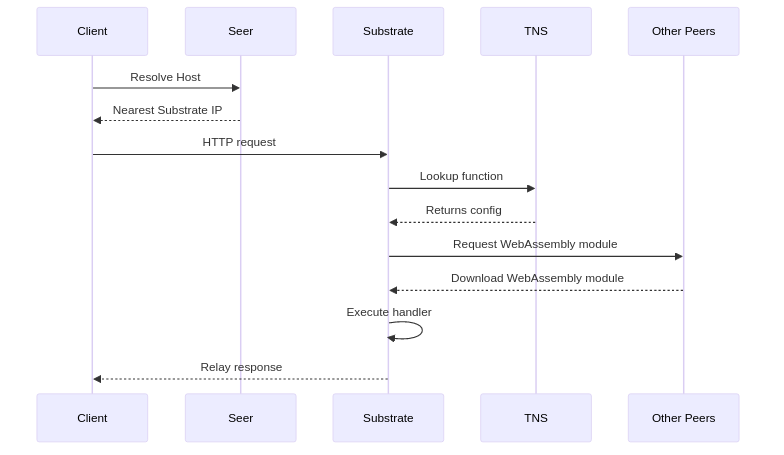 Client
Seer
Substrate
TNS
Other Peers
Resolve Host
Nearest Substrate IP
HTTP request
Lookup function
Returns config
Request WebAssembly module
Download WebAssembly module
Execute handler
Relay response
Client
Seer
Substrate
TNS
Other Peers